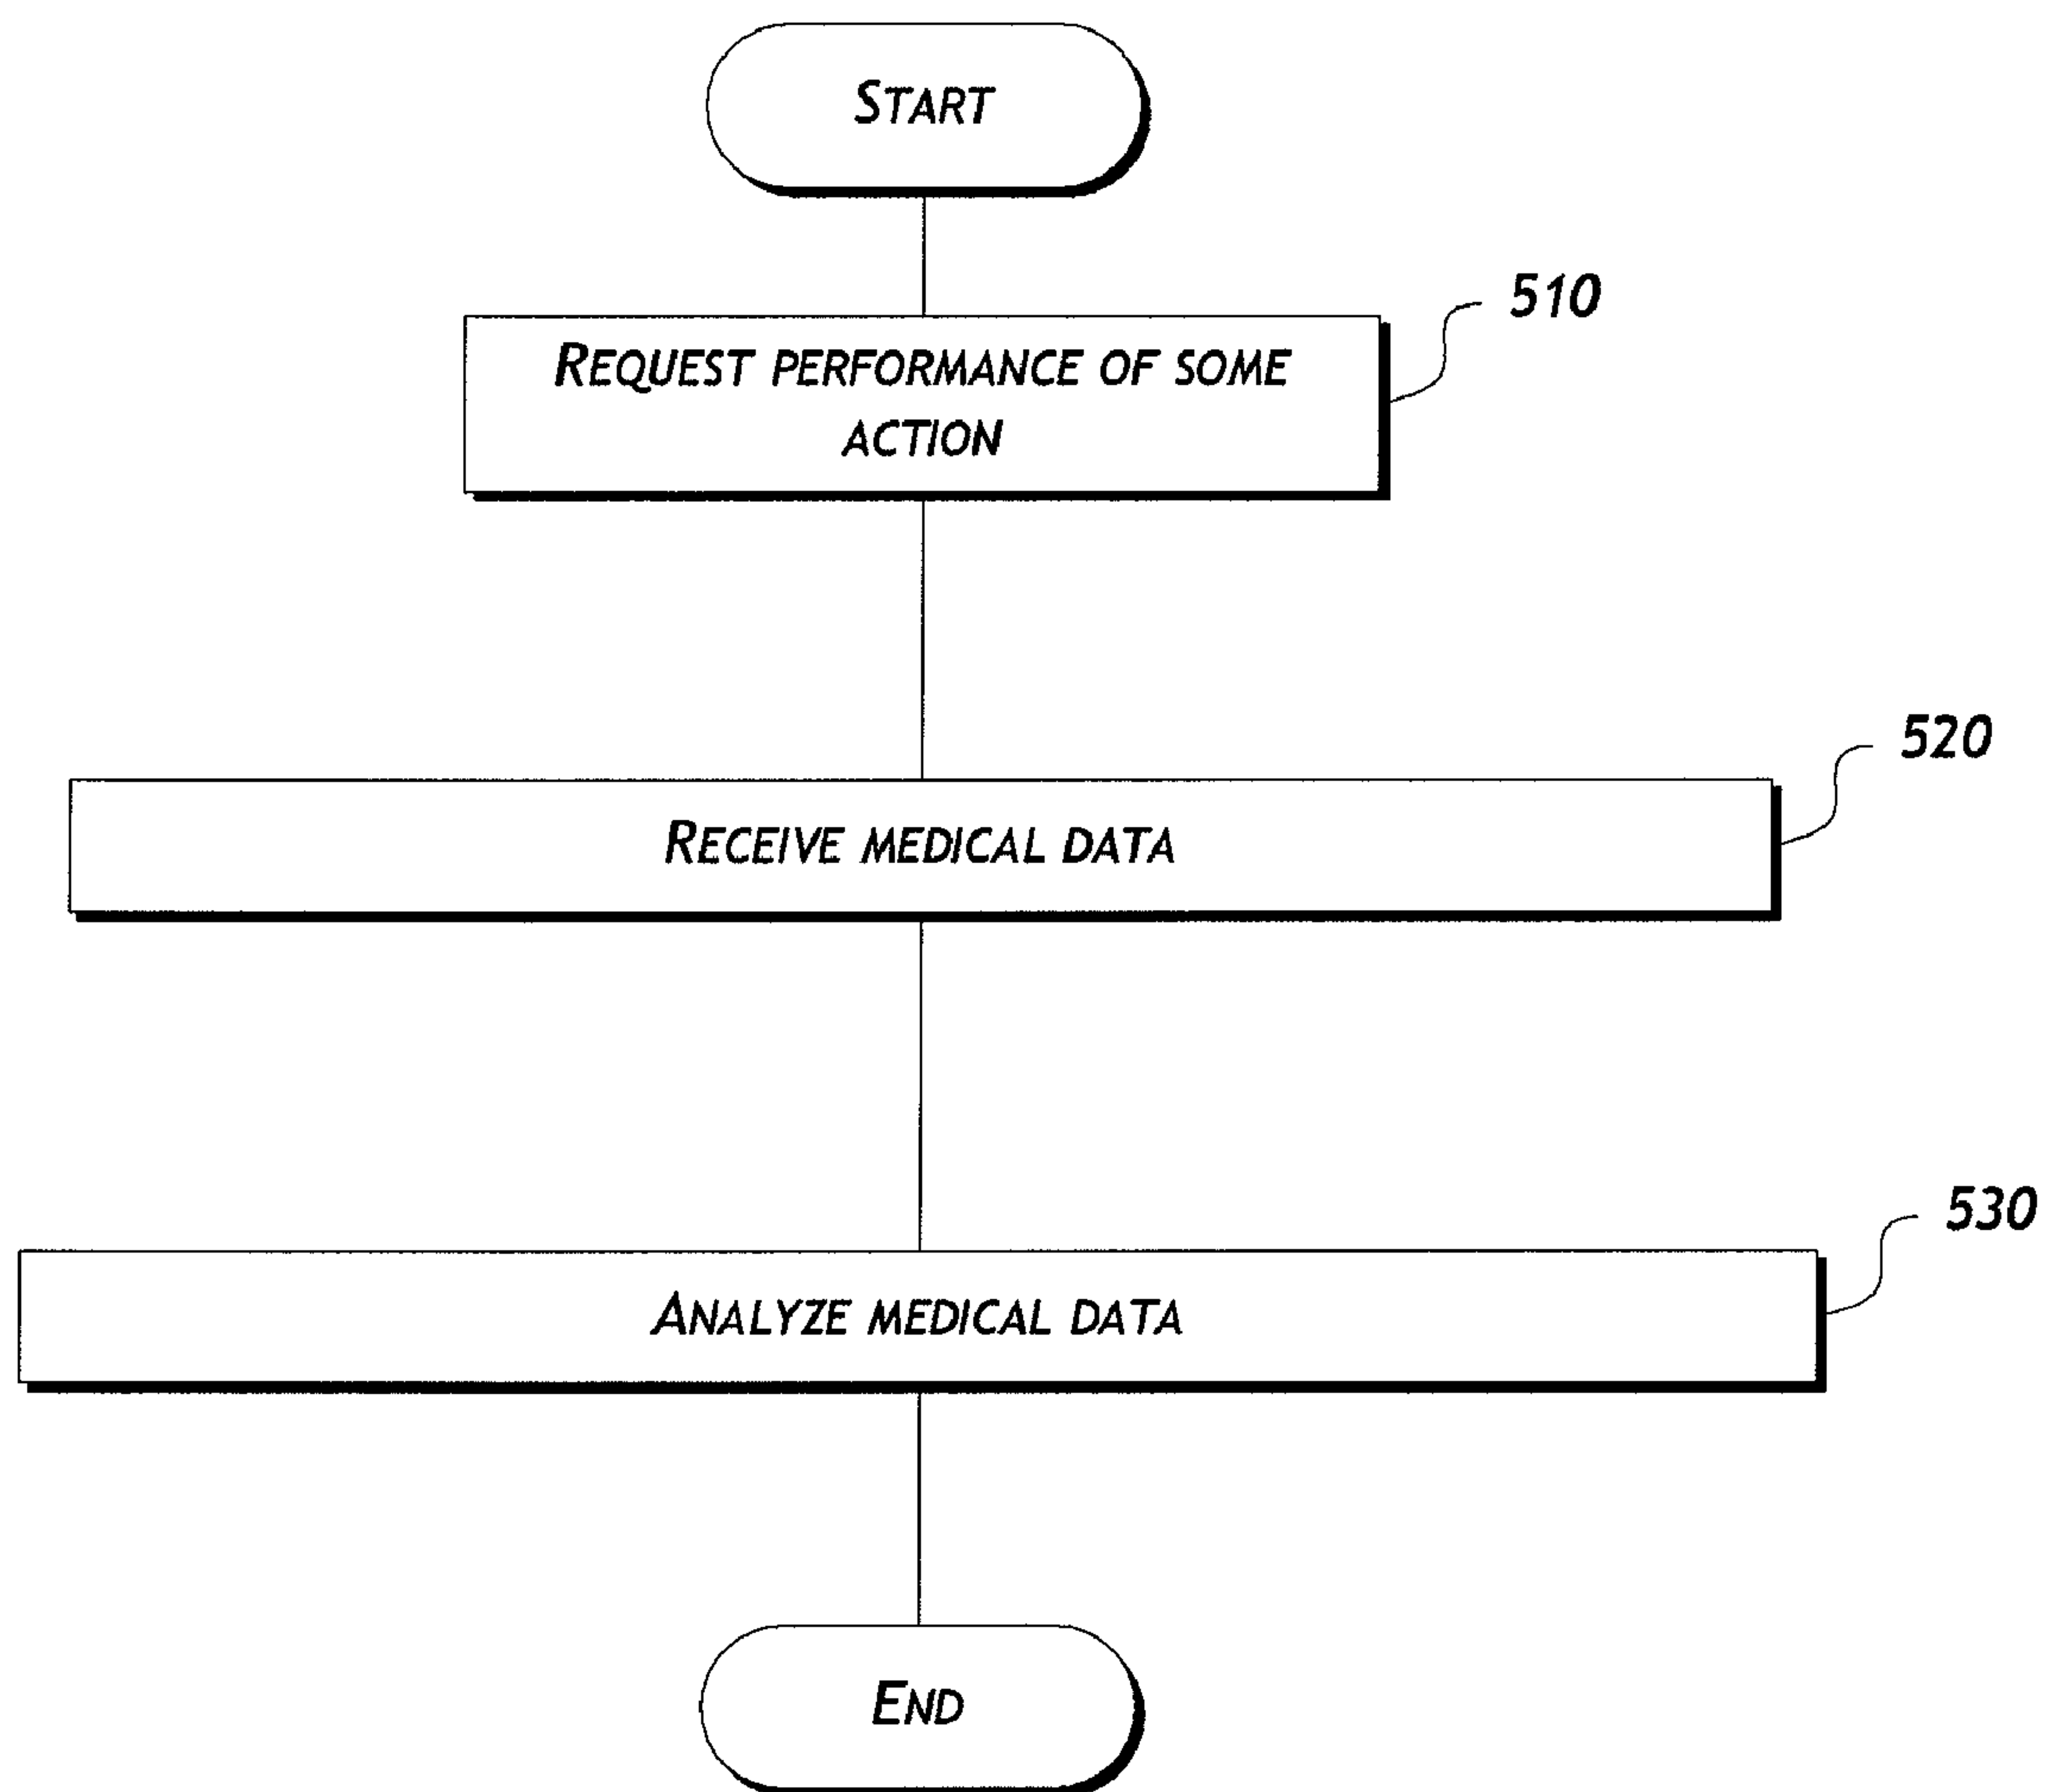 START
510
REQUEST PERFORMANCE OF SOME
ACTION
520
RECEIVE MEDICAL DATA
530
ANALYZE MEDICAL DATA
END